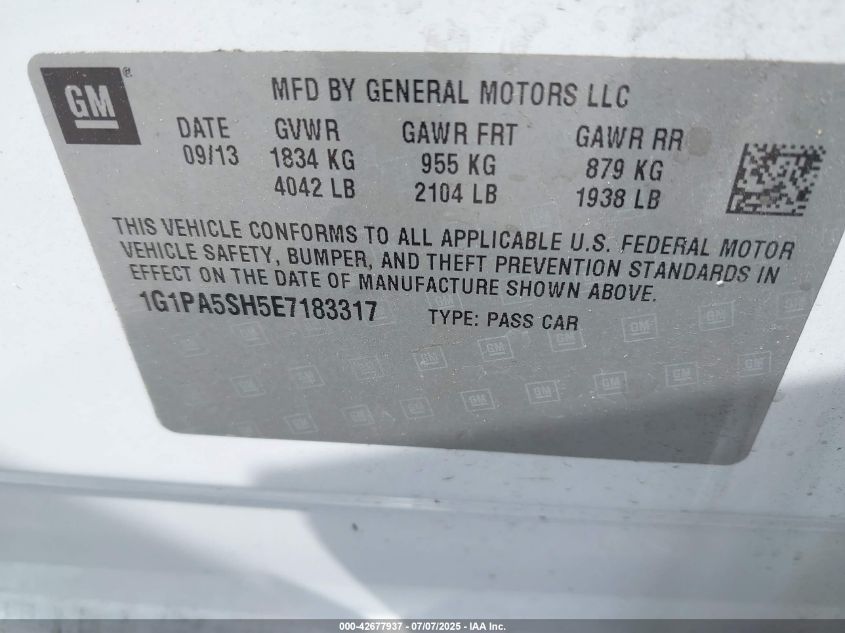 GM®
MFD BY GENERAL MOTORS LLC
DATE GVWR GAWR FRT GAWR RR
09/13 1834 KG 955 KG 879 KG
4042 LB 2104 LB 1938 LB
THIS VEHICLE CONFORMS TO ALL APPLICABLE U.S. FEDERAL MOTOR
VEHICLE SAFETY, BUMPER, AND THEFT PREVENTION STANDARDS IN
EFFECT ON THE DATE OF MANUFACTURE SHOWN ABOVE.
1G1PA5SH5E7183317 TYPE: PASS CAR
000-42677937 - 07/07/2025 - IAA Inc.